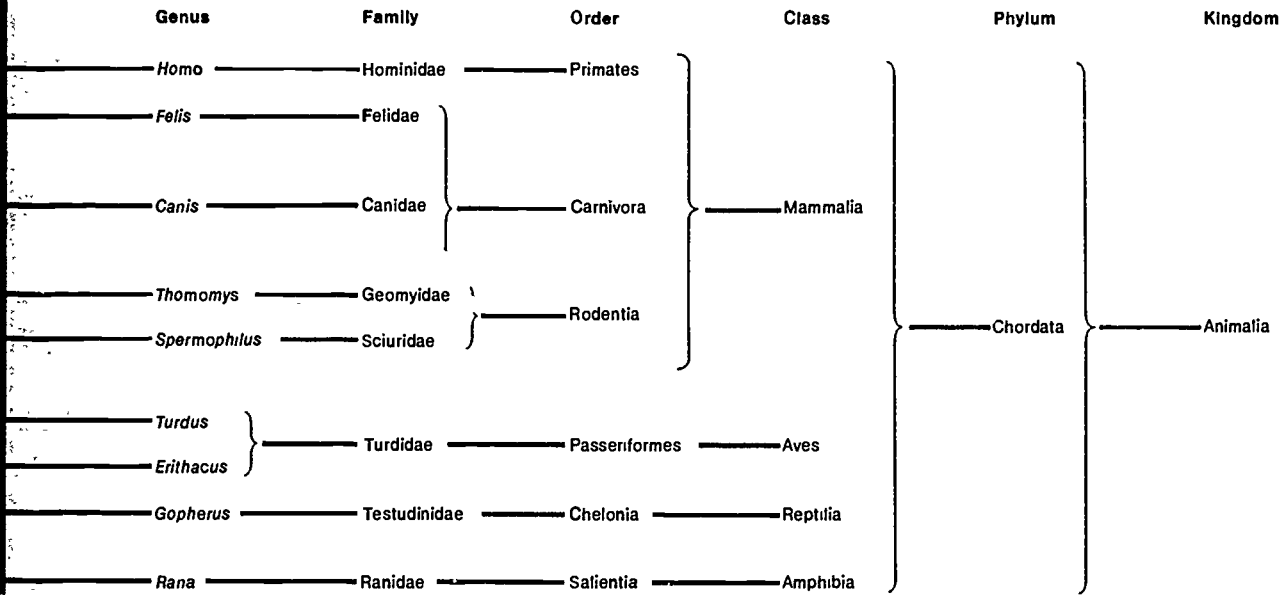 Genus Family Order Class Phylum Kingdom
Homo Hominidae Primates
Felis Felidae
Canis Canidae Carnivora Mammalia
Thomomys Geomyidae
Rodentia
Chordata Animalia
Spermophilus Sciuridae
Turdus
Turdidae Passeriformes Aves
Erithacus
Gopherus Testudinidae Chelonia Reptilia
Rana Ranidae Salientia Amphibia